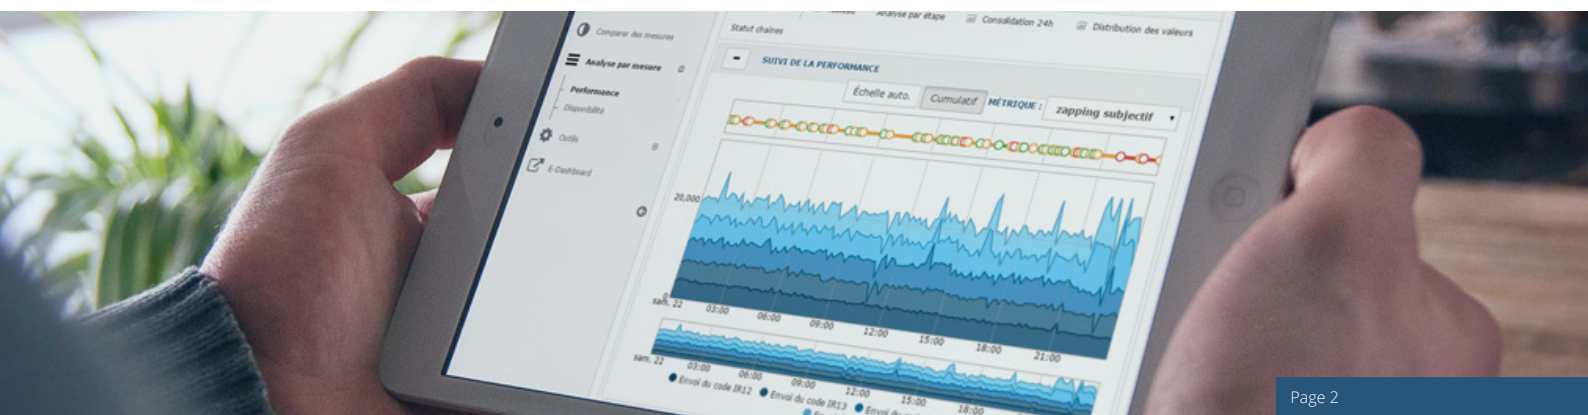 Analyse par étape
Consolidation 24h
Distribution des valeurs
Statut chaînes
Comparer des mesures
Analyse par mesure
Performance
Disponibilité
Outils
E-Dashboard
- SUIVI DE LA PERFORMANCE
Échelle auto. Cumulatif MÉTRIQUE : zapping subjectif
20,000
0
sam. 22 03:00 06:00 09:00 12:00 15:00 18:00 21:00
sam. 22 03:00 06:00 09:00 12:00 15:00 18:00
Envoi du code IR12 Envoi du code IR13 Envoi du
Page 2